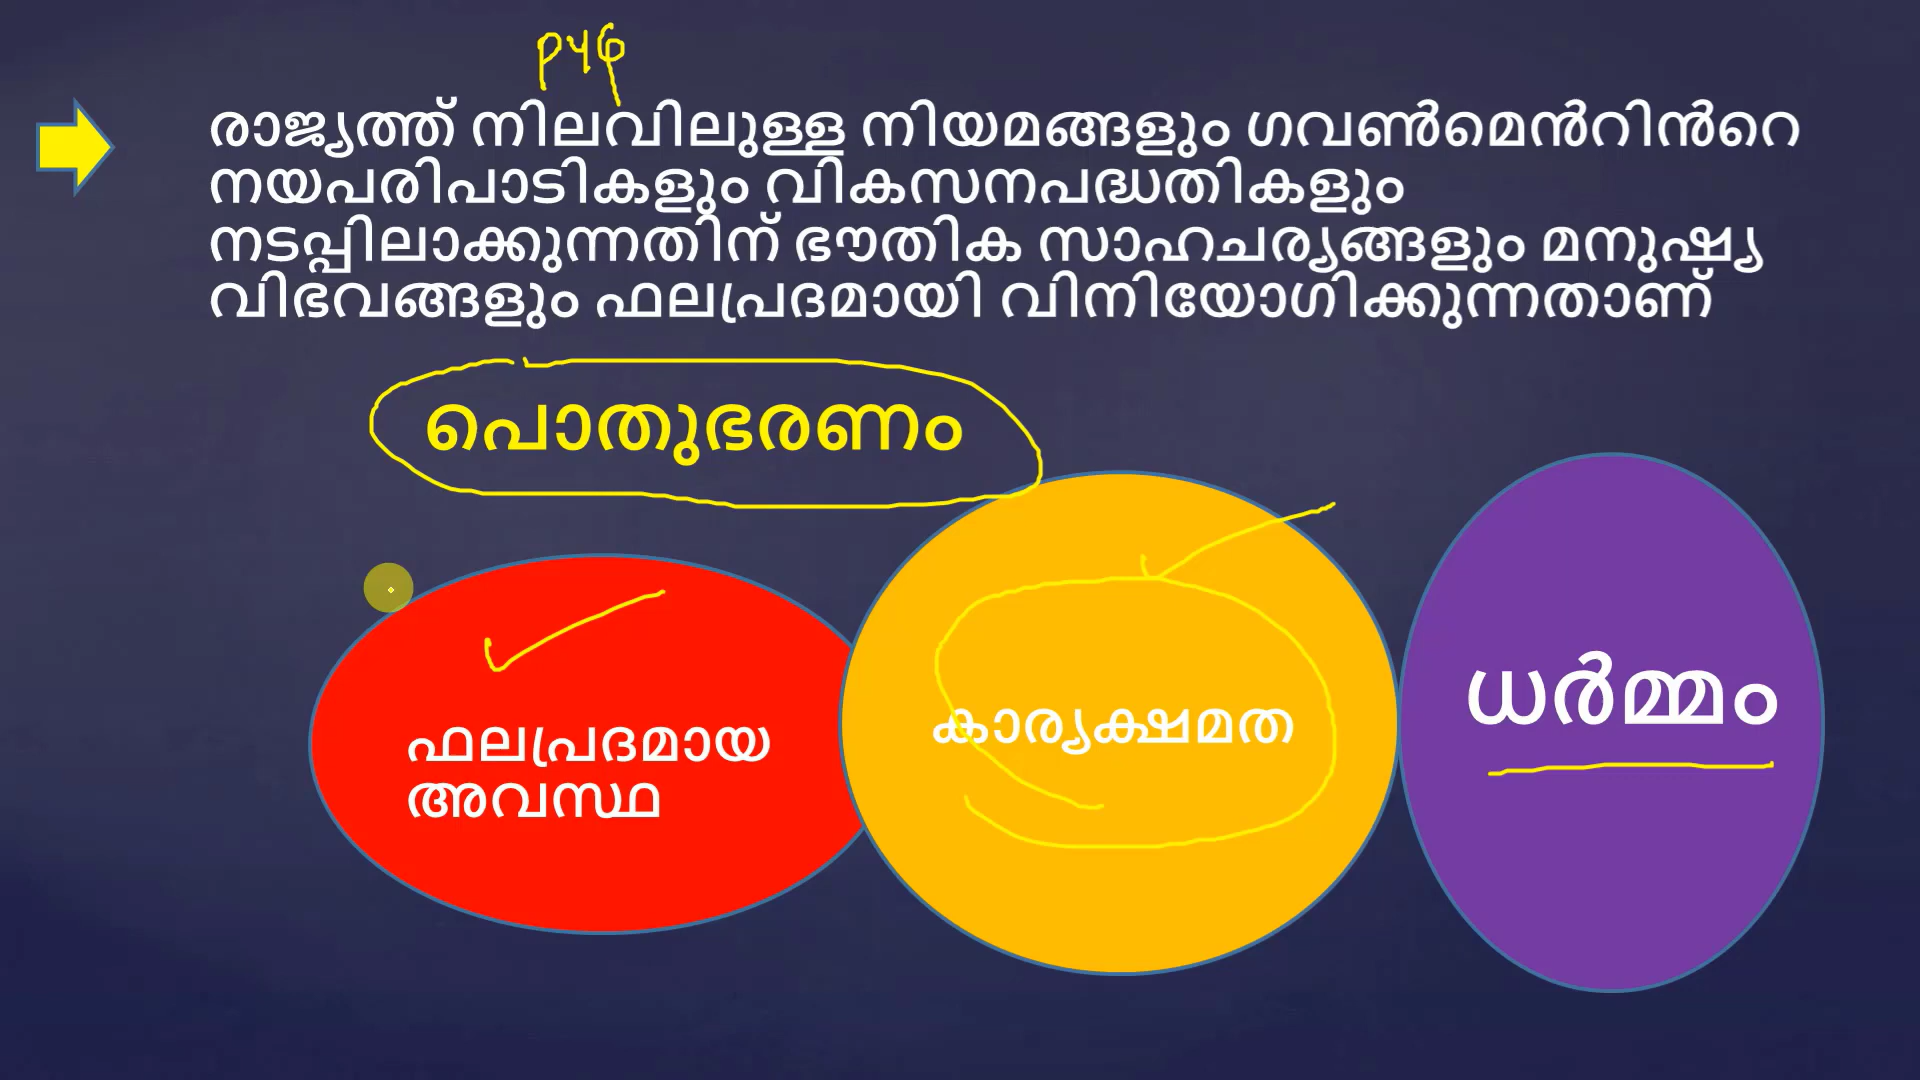 രാജ്യത്ത് നിലവിലുള്ള നിയമങ്ങളും ഗവൺമെൻറിൻറെ
നയപരിപാടികളും വികസനപദ്ധതികളും
നടപ്പിലാക്കുന്നതിന് ഭൗതിക സാഹചര്യങ്ങളും മനുഷ്യ
വിഭവങ്ങളും ഫലപ്രദമായി വിനിയോഗിക്കുന്നതാണ്
പൊതുഭരണം
ഫലപ്രദമായ
അവസ്ഥ
കാര്യക്ഷമത
ധർമ്മം